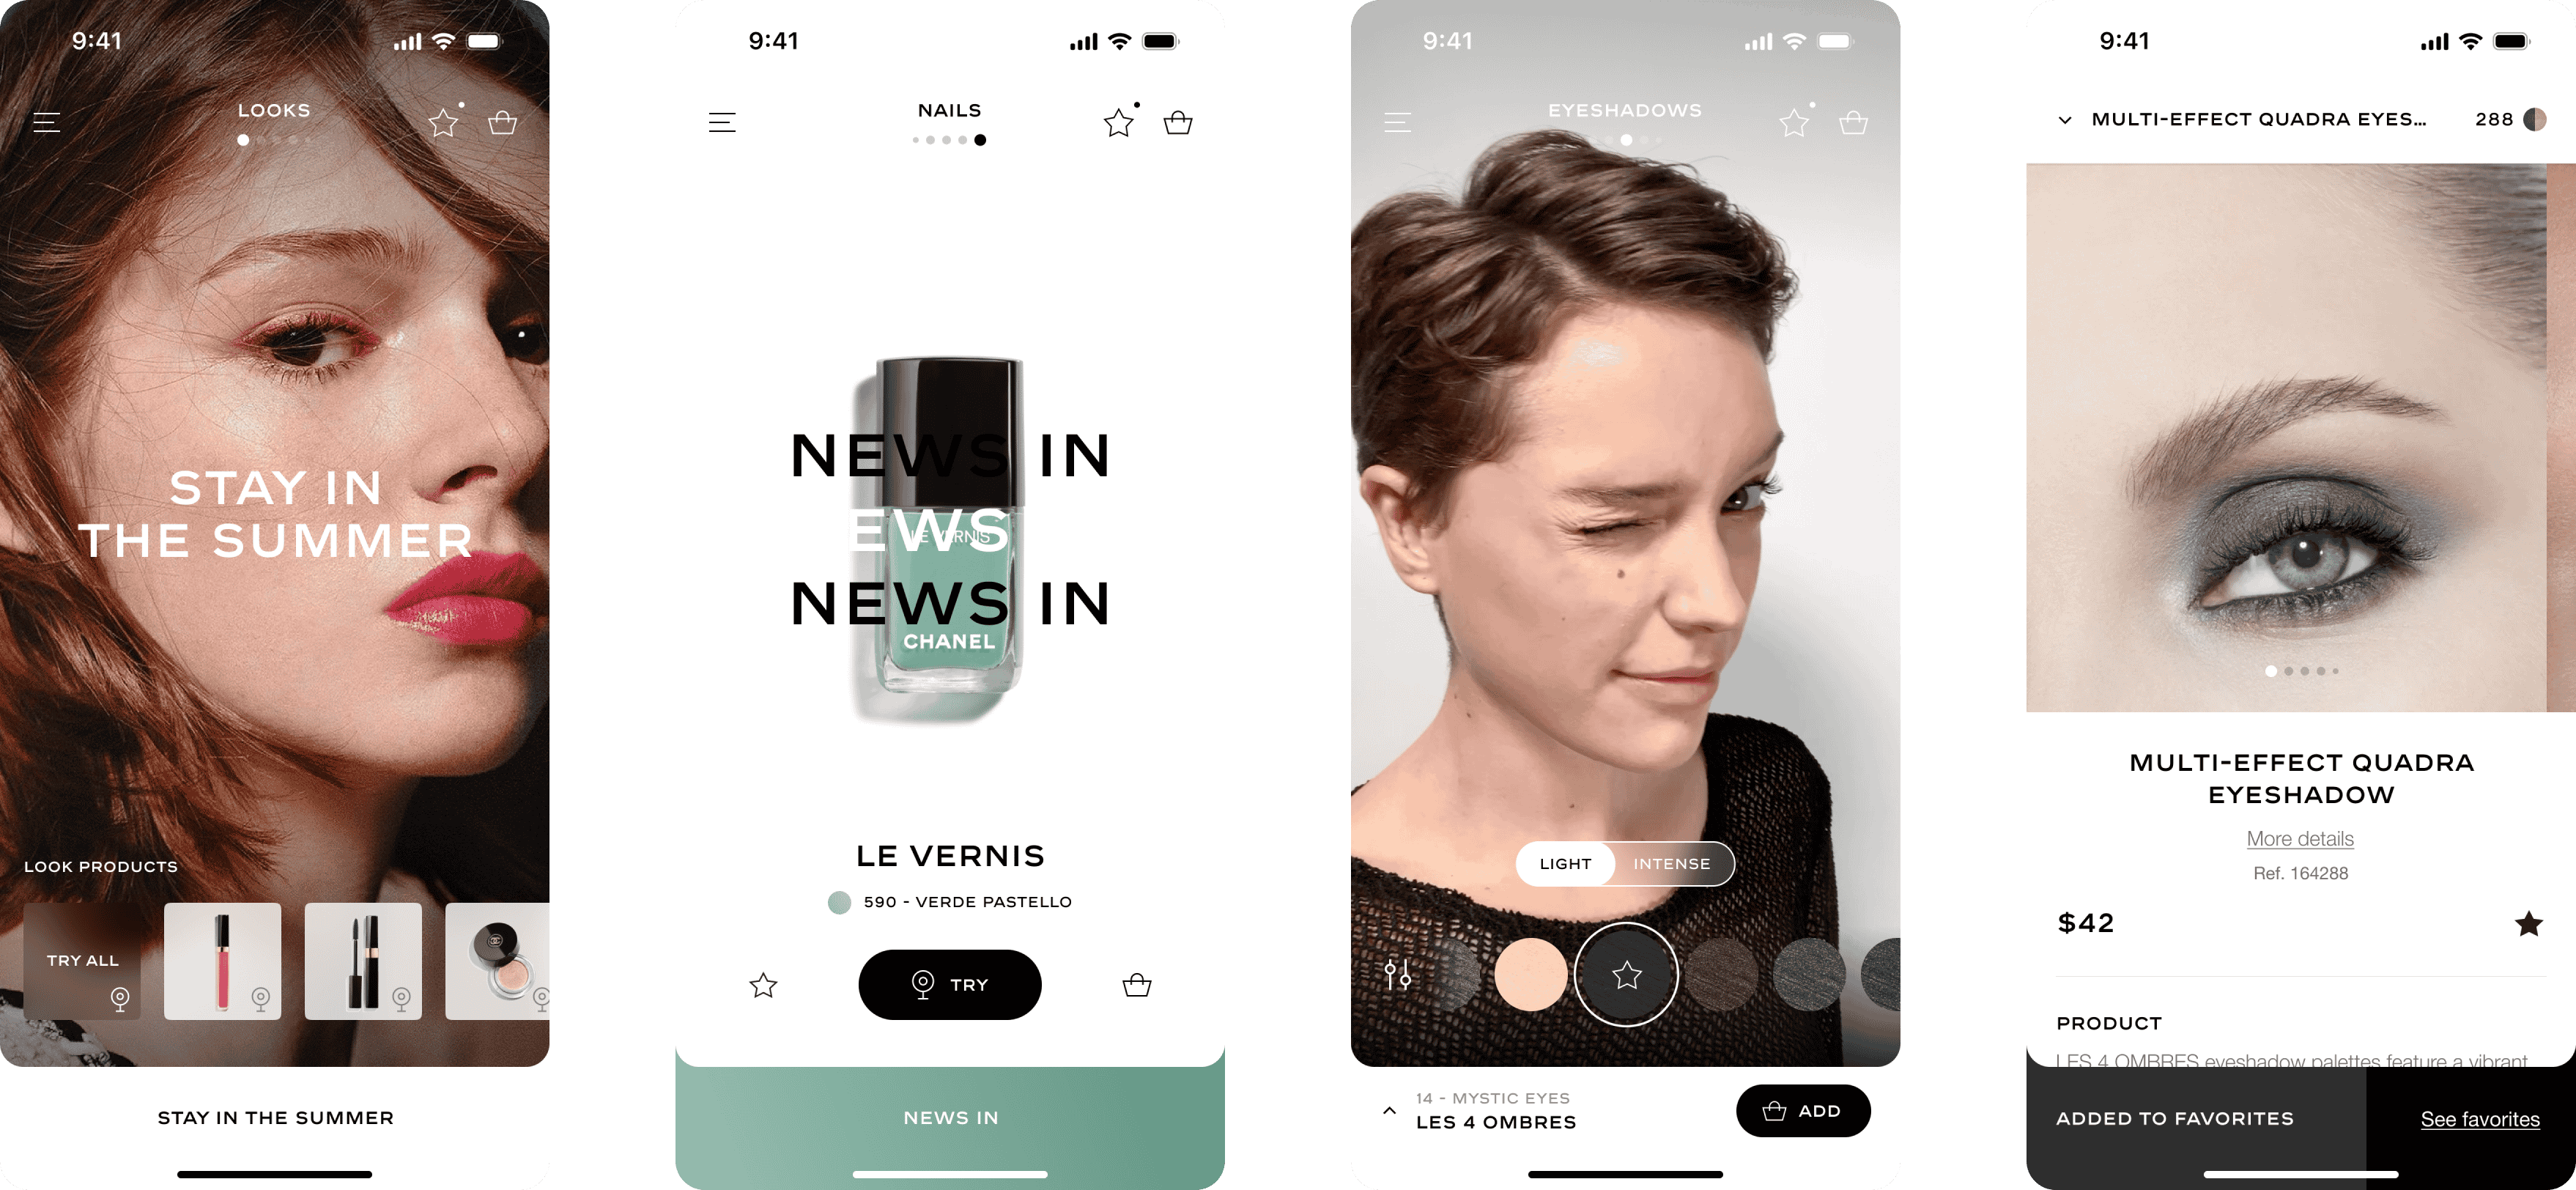 9:41
LOOKS
STAY IN
THE SUMMER
LOOK PRODUCTS
TRY ALL
STAY IN THE SUMMER
9:41
NAILS
NEWS IN
EWS
LE VERNIS
NEWS IN
CHANEL
LE VERNIS
590 - VERDE PASTELLO
TRY
NEWS IN
9:41
EYESHADOWS
LIGHT
INTENSE
14 - MYSTIC EYES
LES 4 OMBRES
ADD
9:41
MULTI-EFFECT QUADRA EYES...
288
MULTI-EFFECT QUADRA
EYESHADOW
More details
Ref. 164288
$42
PRODUCT
LES 4 OMBRES eyeshadow palettes feature a vibrant
ADDED TO FAVORITES
See favorites